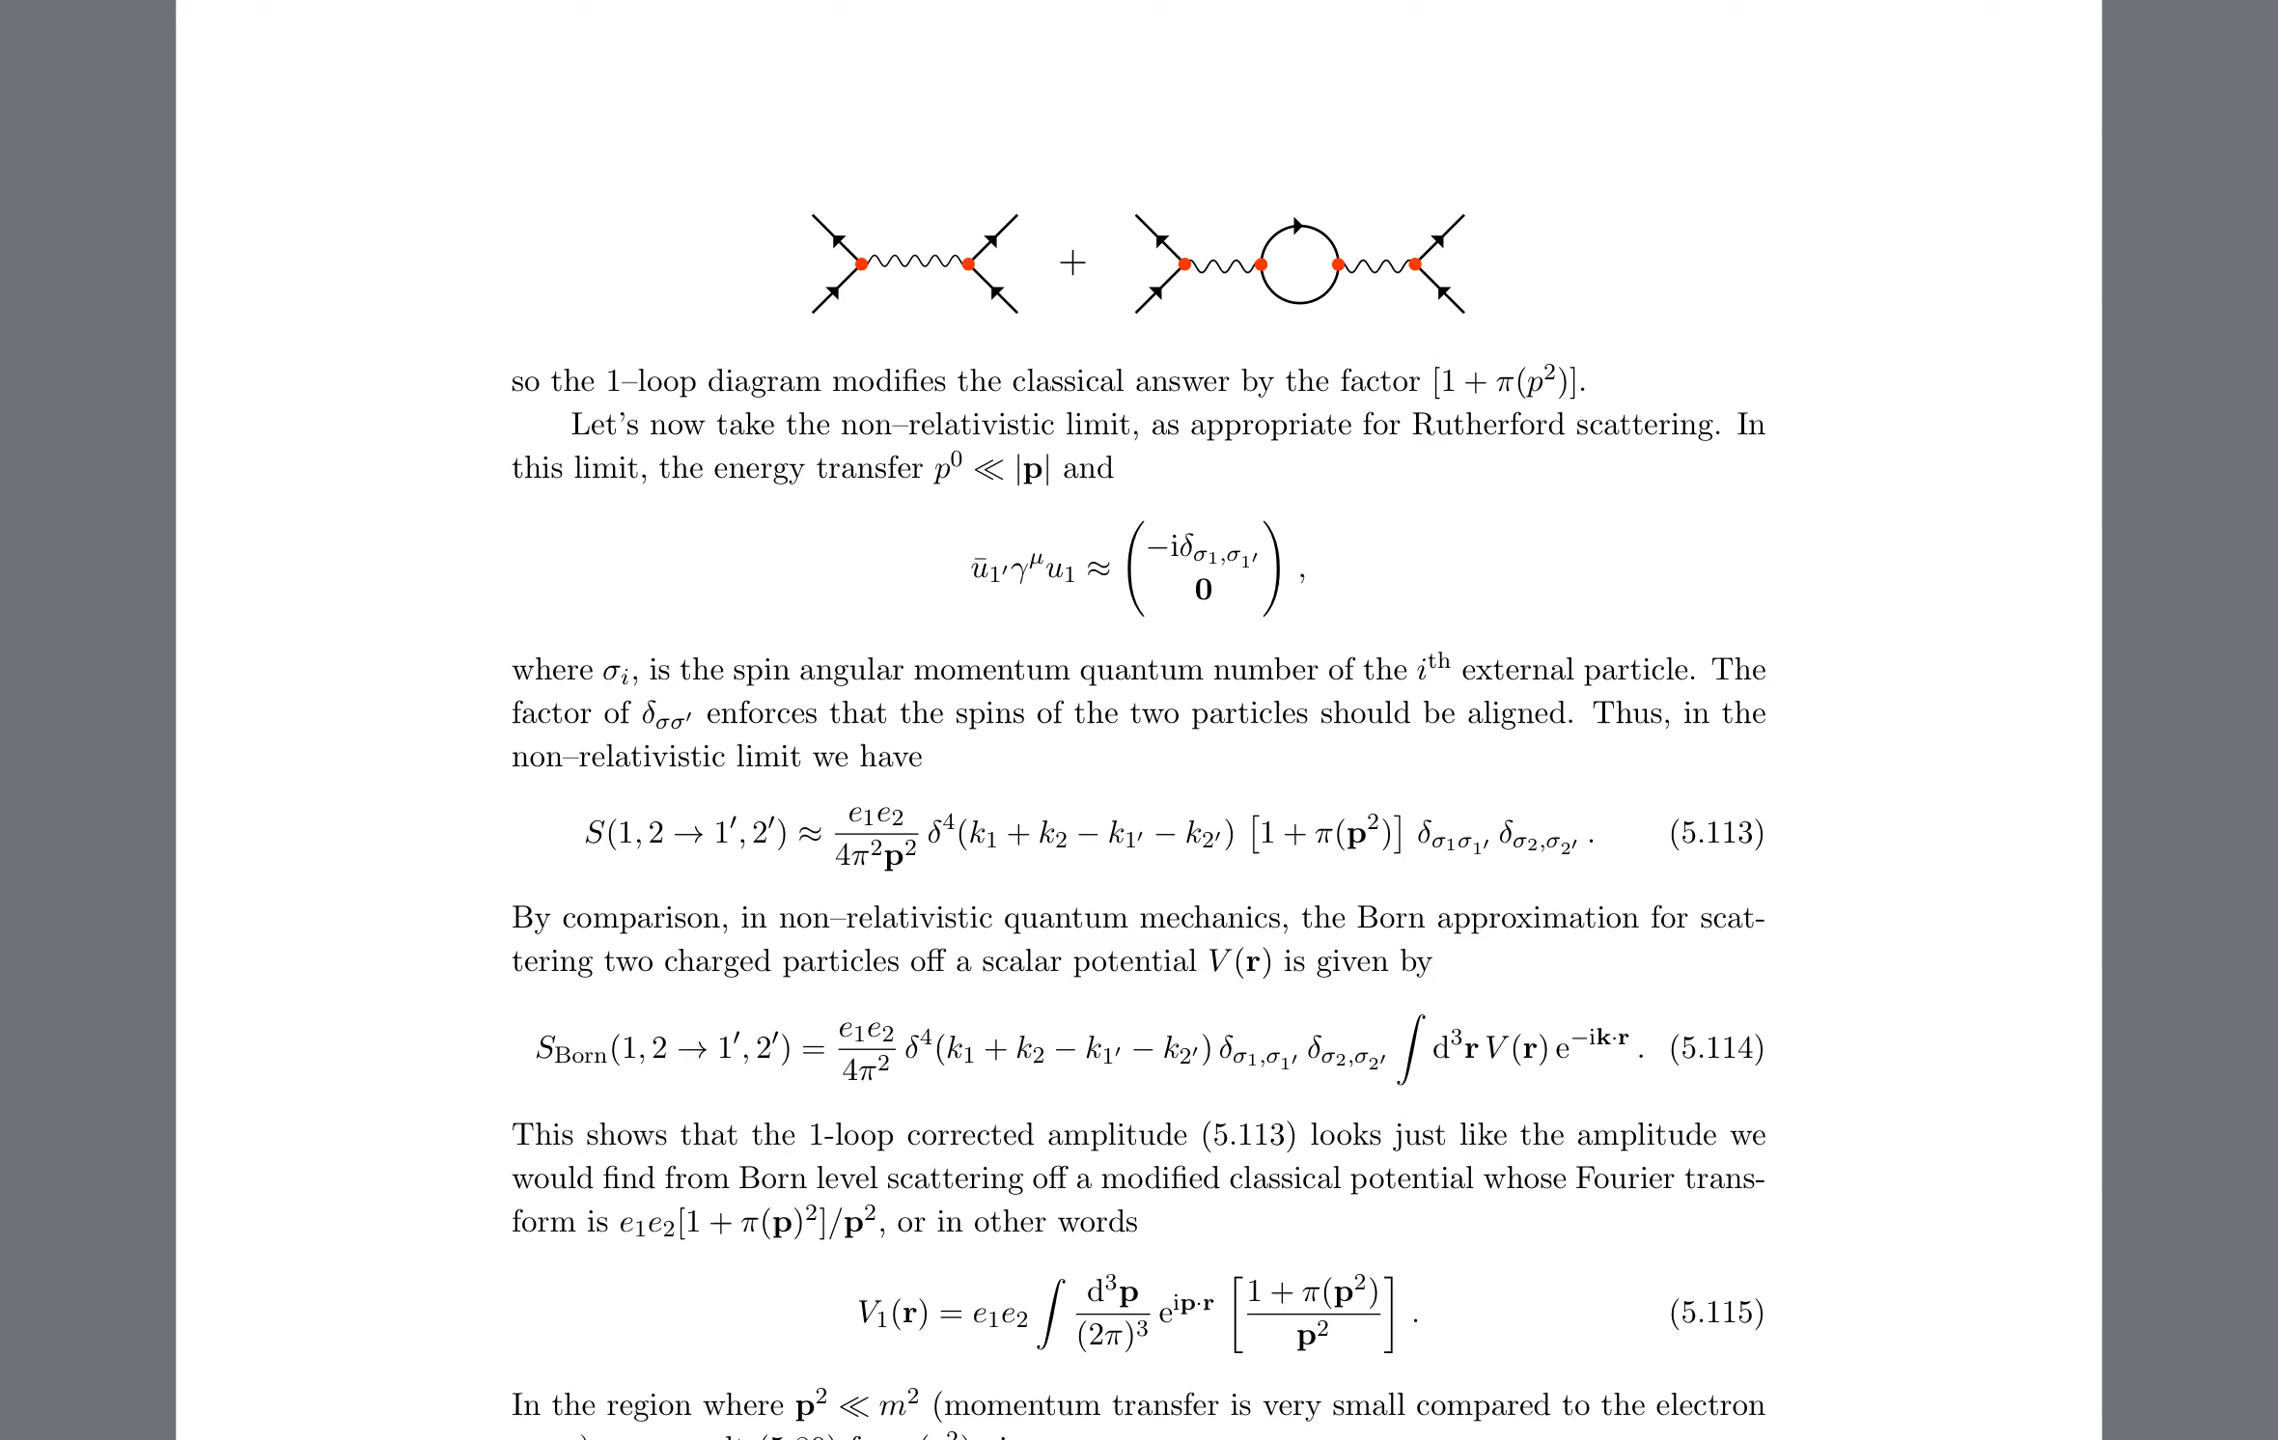 +
so the 1–loop diagram modifies the classical answer by the factor [1 + π(p²)].
Let's now take the non–relativistic limit, as appropriate for Rutherford scattering. In
this limit, the energy transfer p⁰ ≪ |𝐩| and
ū₁′γ^μ u₁ ≈ ( −iδ_{σ₁,σ₁′} ; 𝟎 ) ,
where σᵢ, is the spin angular momentum quantum number of the i^th external particle. The
factor of δ_{σσ′} enforces that the spins of the two particles should be aligned. Thus, in the
non–relativistic limit we have
S(1, 2 → 1′, 2′) ≈ e₁e₂/(4π²𝐩²) δ⁴(k₁ + k₂ − k₁′ − k₂′) [1 + π(𝐩²)] δ_{σ₁σ₁′} δ_{σ₂,σ₂′} . (5.113)
By comparison, in non–relativistic quantum mechanics, the Born approximation for scat-
tering two charged particles off a scalar potential V(𝐫) is given by
S_Born(1, 2 → 1′, 2′) = e₁e₂/(4π²) δ⁴(k₁ + k₂ − k₁′ − k₂′) δ_{σ₁,σ₁′} δ_{σ₂,σ₂′} ∫ d³𝐫 V(𝐫) e^{−i𝐤·𝐫} . (5.114)
This shows that the 1-loop corrected amplitude (5.113) looks just like the amplitude we
would find from Born level scattering off a modified classical potential whose Fourier trans-
form is e₁e₂[1 + π(𝐩)²]/𝐩², or in other words
V₁(𝐫) = e₁e₂ ∫ d³𝐩/(2π)³ e^{i𝐩·𝐫} [ (1 + π(𝐩²))/𝐩² ] . (5.115)
In the region where 𝐩² ≪ m² (momentum transfer is very small compared to the electron